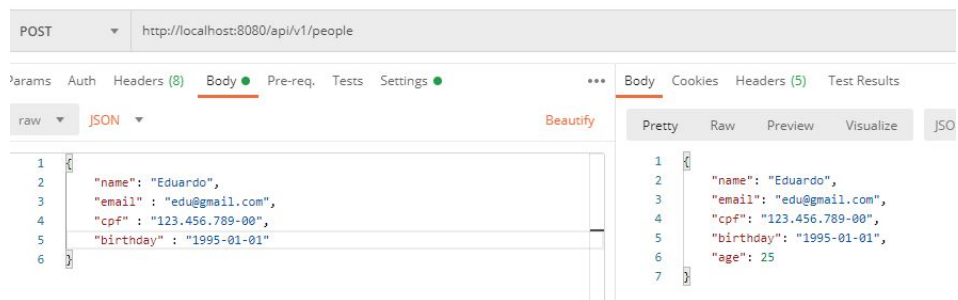 POST http://localhost:8080/api/v1/people
Params Auth Headers (8) Body Pre-req. Tests Settings
raw JSON Beautify
1 {
2 "name": "Eduardo",
3 "email" : "edu@gmail.com",
4 "cpf" : "123.456.789-00",
5 "birthday" : "1995-01-01"
6 }
Body Cookies Headers (5) Test Results
Pretty Raw Preview Visualize JSO
1 {
2 "name": "Eduardo",
3 "email": "edu@gmail.com",
4 "cpf": "123.456.789-00",
5 "birthday": "1995-01-01",
6 "age": 25
7 }